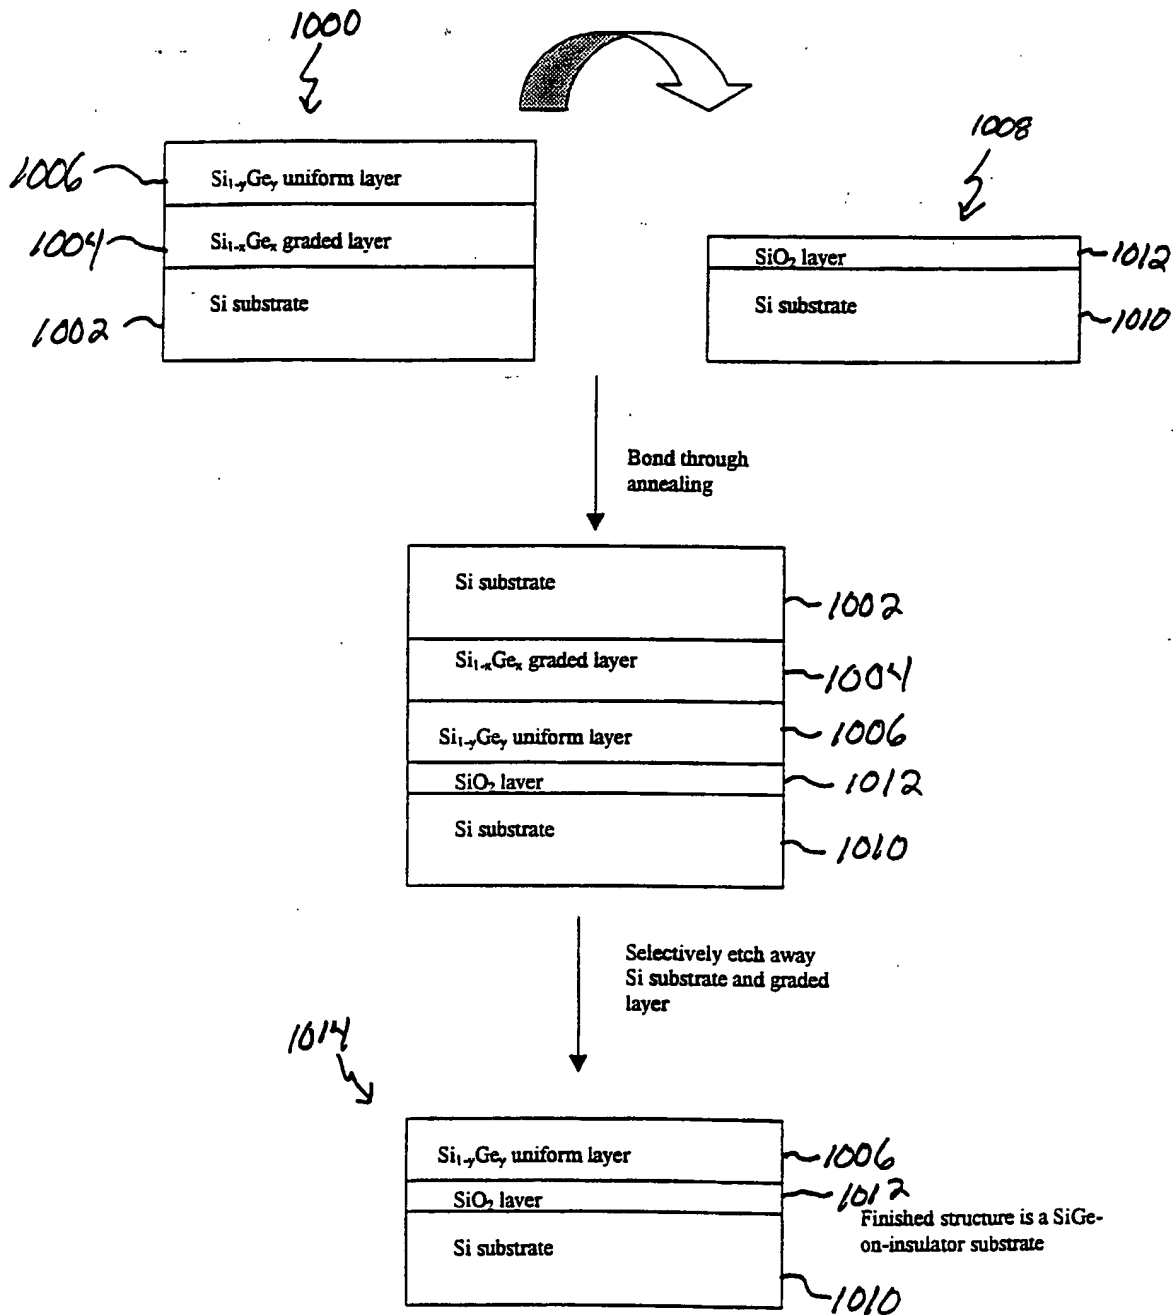 1000
1008
1006
Si₁₋yGey uniform layer
1004
Si₁₋ₓGeₓ graded layer
SiO₂ layer
1012
Si substrate
1002
Si substrate
1010
Bond through
annealing
Si substrate
1002
Si₁₋ₓGeₓ graded layer
1004
Si₁₋yGey uniform layer
1006
SiO₂ layer
1012
Si substrate
1010
Selectively etch away
Si substrate and graded
layer
1014
Si₁₋yGey uniform layer
1006
SiO₂ layer
1012
Finished structure is a SiGe-
on-insulator substrate
Si substrate
1010